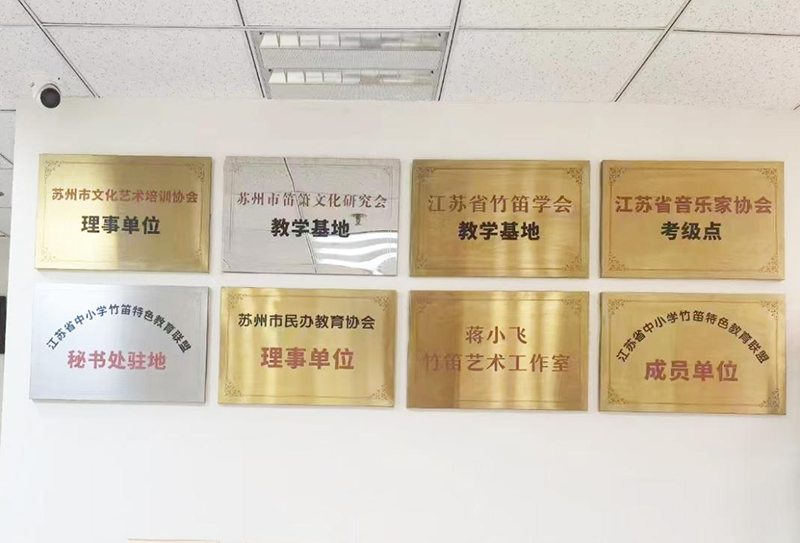 苏州市文化艺术培训协会
理事单位
苏州市笛箫文化研究会
教学基地
江苏省竹笛学会
教学基地
江苏省音乐家协会
考级点
江苏省中小学竹笛特色教育联盟
秘书处驻地
苏州市民办教育协会
理事单位
蒋小飞
竹笛艺术工作室
江苏省中小学竹笛特色教育联盟
成员单位